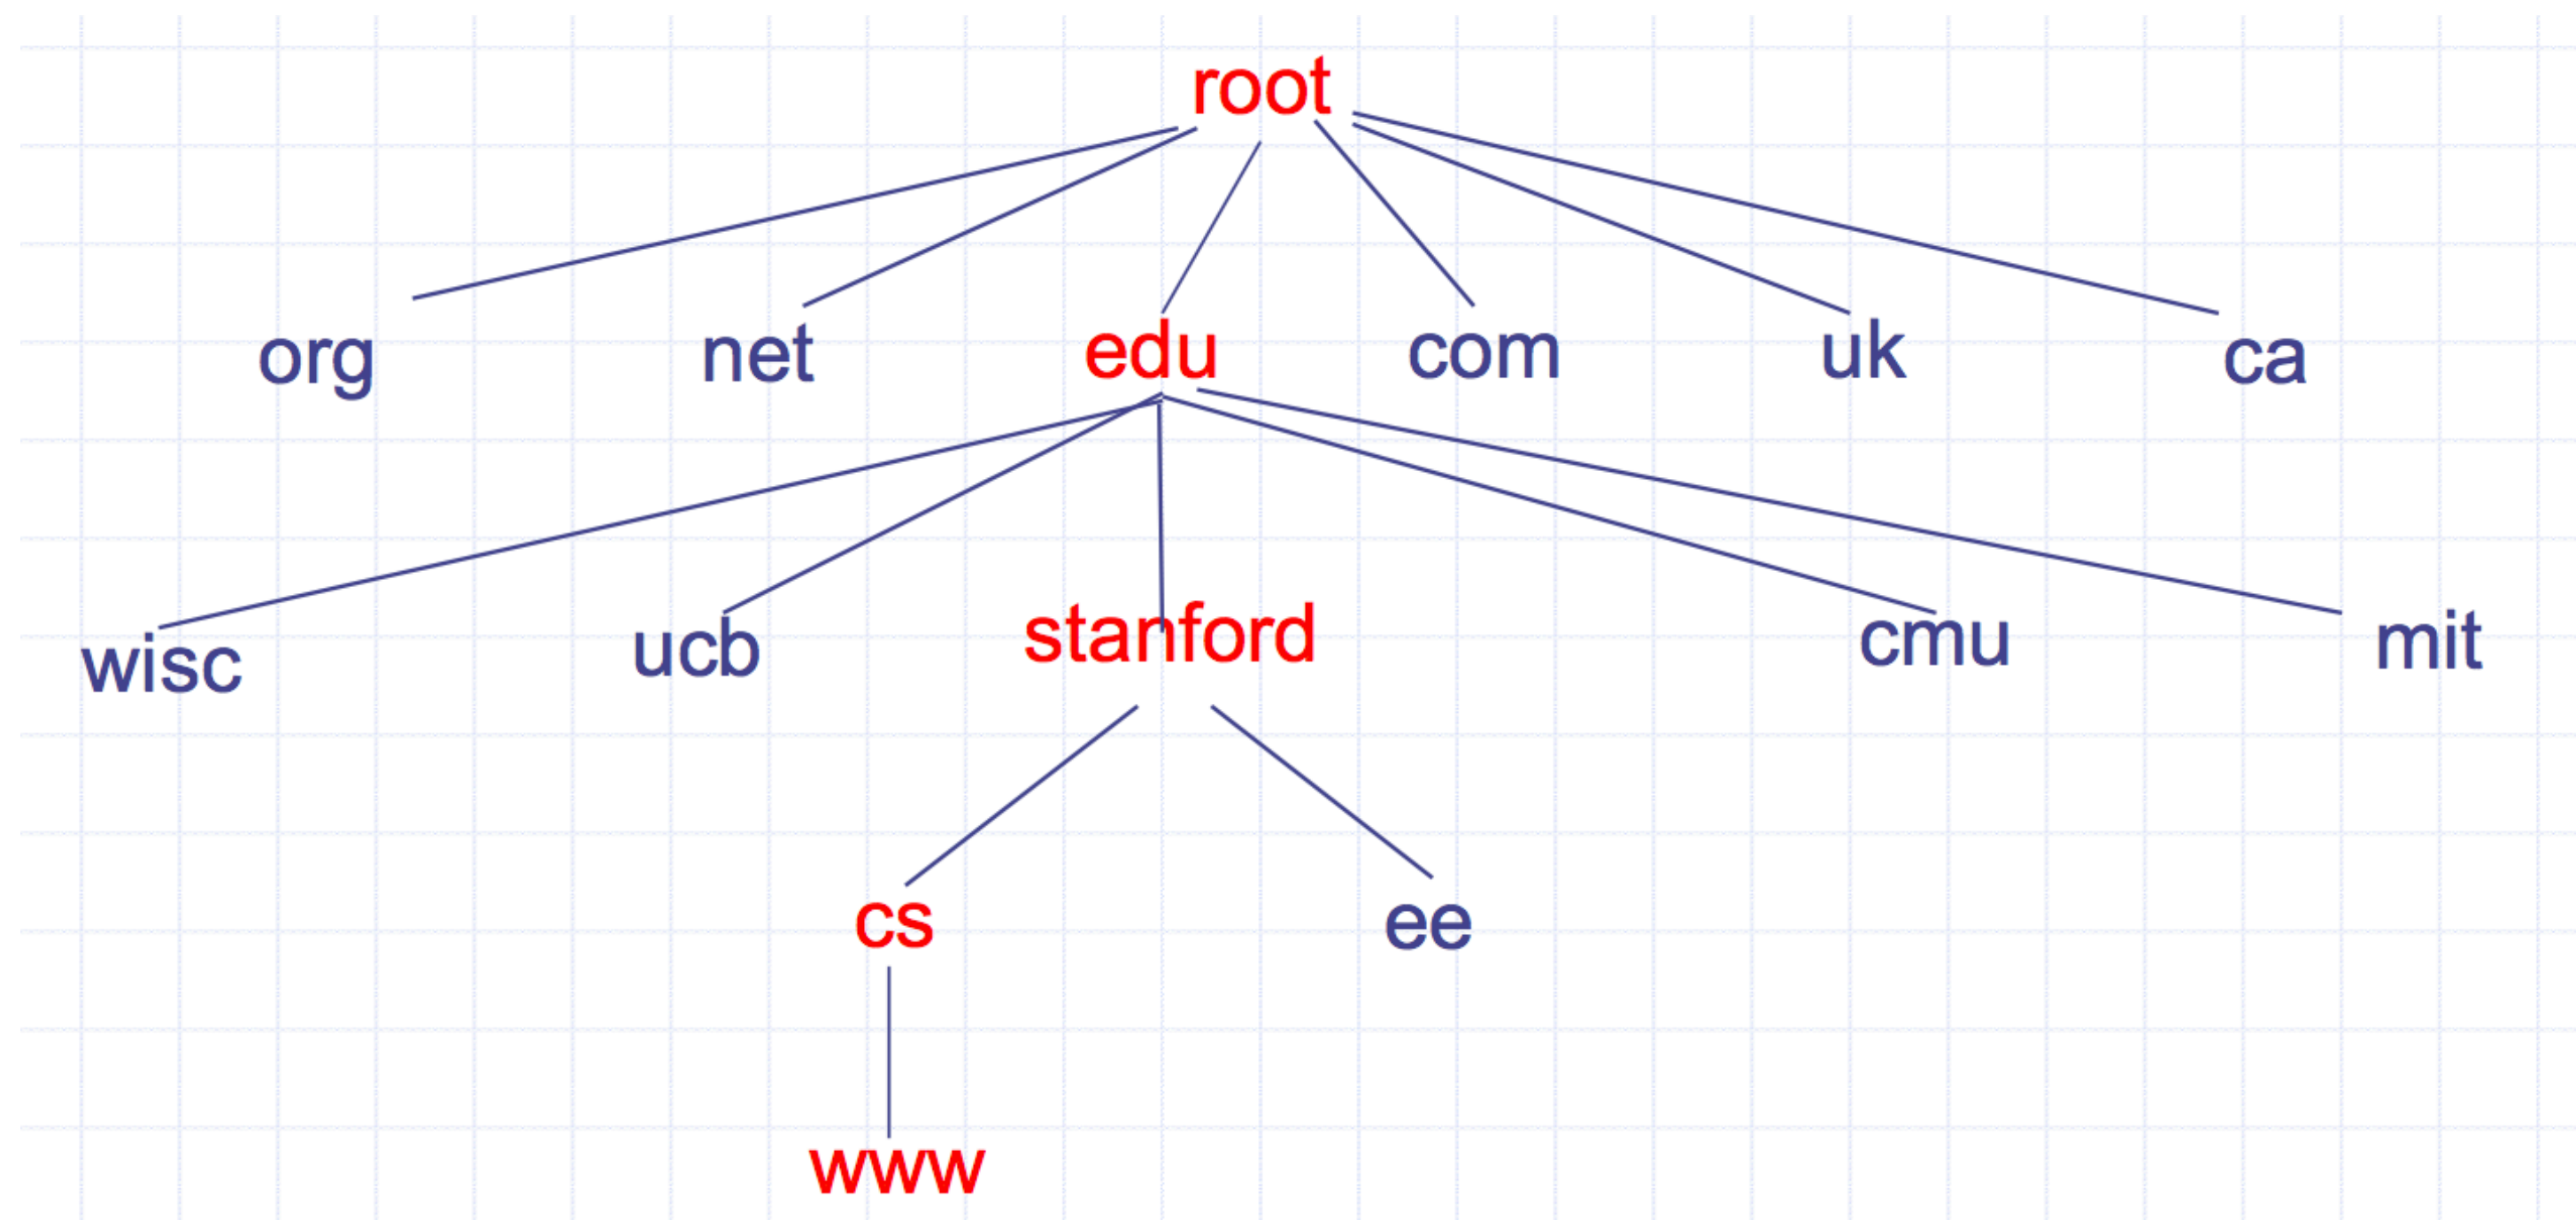 root
org net edu com uk ca
wisc ucb stanford cmu mit
cs ee
www